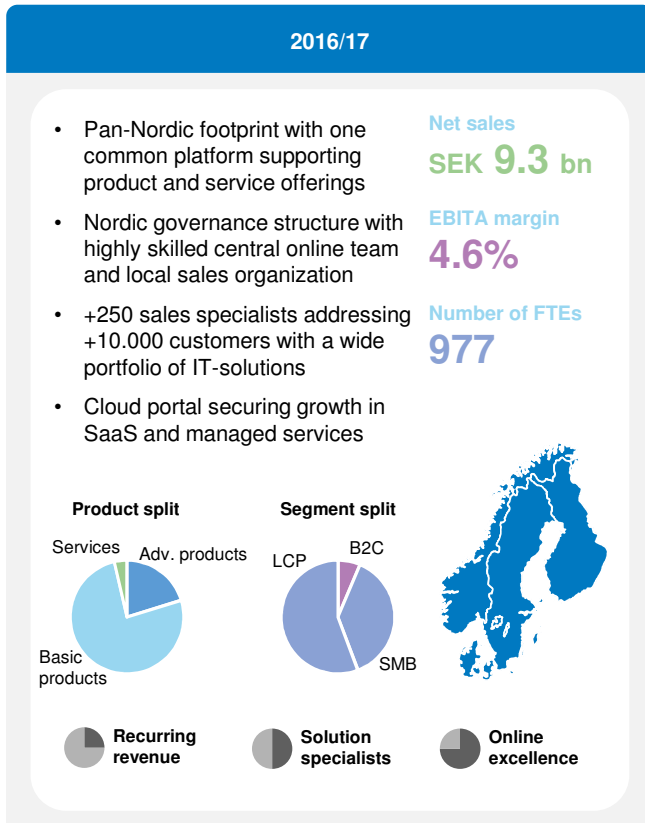 2016/17
• Pan-Nordic footprint with one
common platform supporting
product and service offerings
• Nordic governance structure with
highly skilled central online team
and local sales organization
• +250 sales specialists addressing
+10.000 customers with a wide
portfolio of IT-solutions
• Cloud portal securing growth in
SaaS and managed services
Net sales
SEK 9.3 bn
EBITA margin
4.6%
Number of FTEs
977
Product split
Services
Adv. products
Basic
products
Segment split
LCP
B2C
SMB
Recurring
revenue
Solution
specialists
Online
excellence